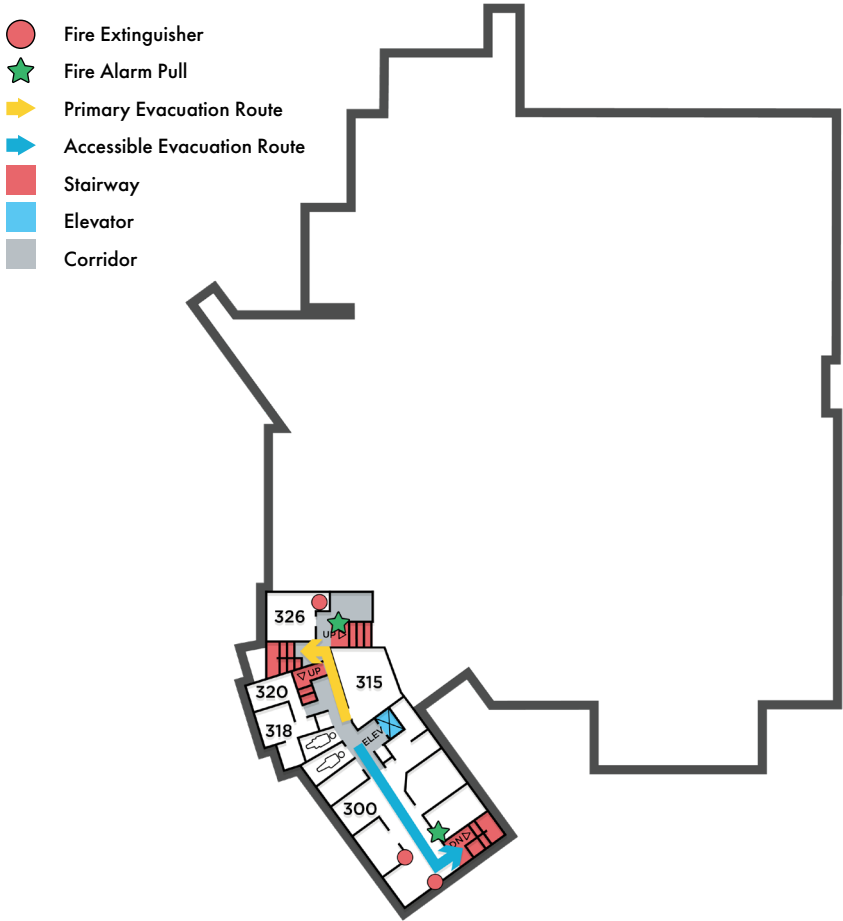 Fire Extinguisher
Fire Alarm Pull
Primary Evacuation Route
Accessible Evacuation Route
Stairway
Elevator
Corridor
326
UP
UP
320
315
318
ELEV
300
DN